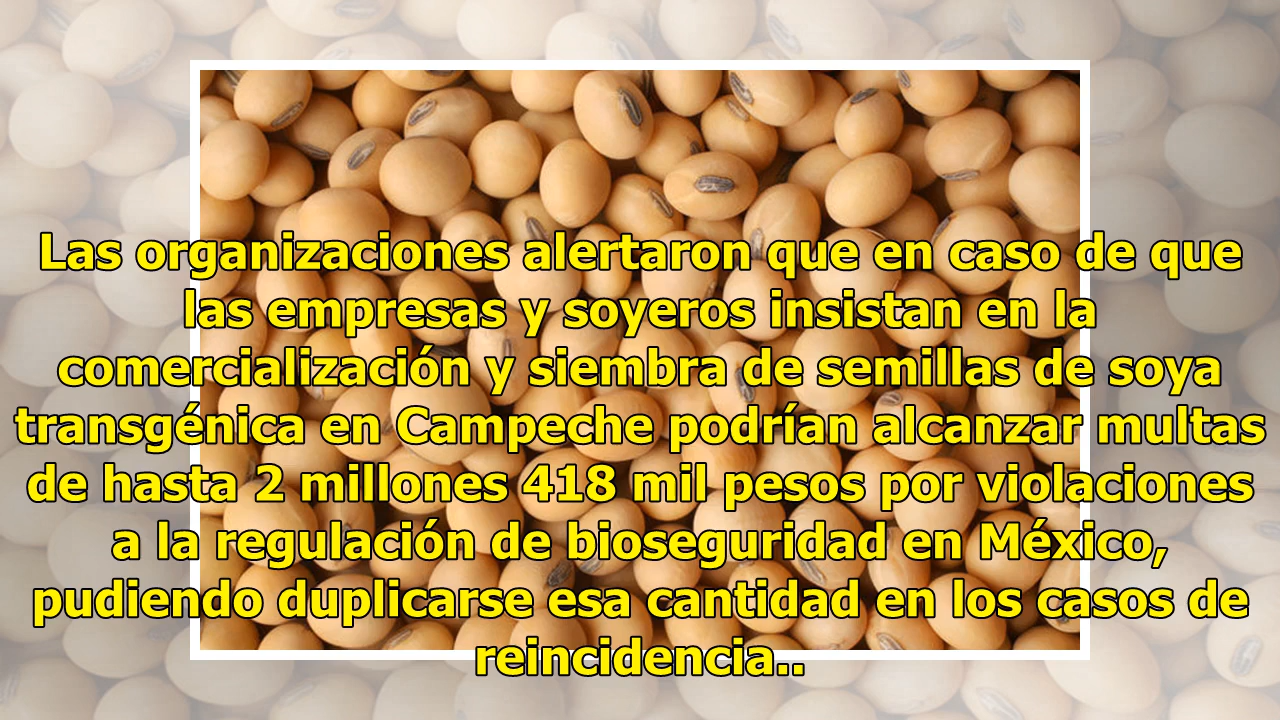 Las organizaciones alertaron que en caso de que
las empresas y soyeros insistan en la
comercialización y siembra de semillas de soya
transgénica en Campeche podrían alcanzar multas
de hasta 2 millones 418 mil pesos por violaciones
a la regulación de bioseguridad en México,
pudiendo duplicarse esa cantidad en los casos de
reincidencia..